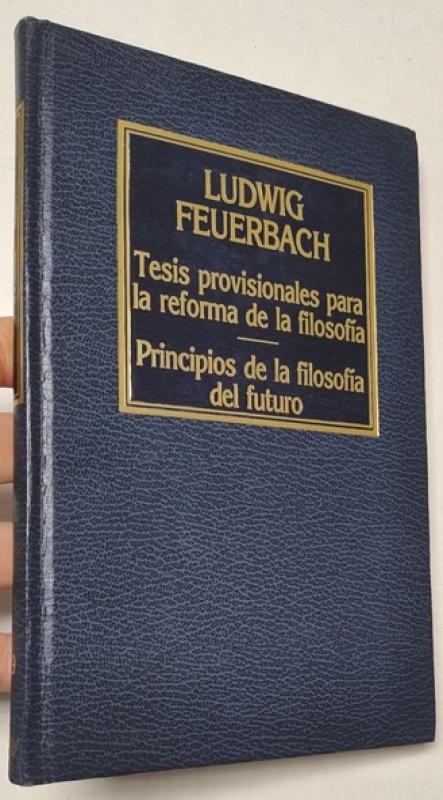 LUDWIG
FEUERBACH
Tesis provisionales para
la reforma de la filosofía
Principios de la filosofía
del futuro